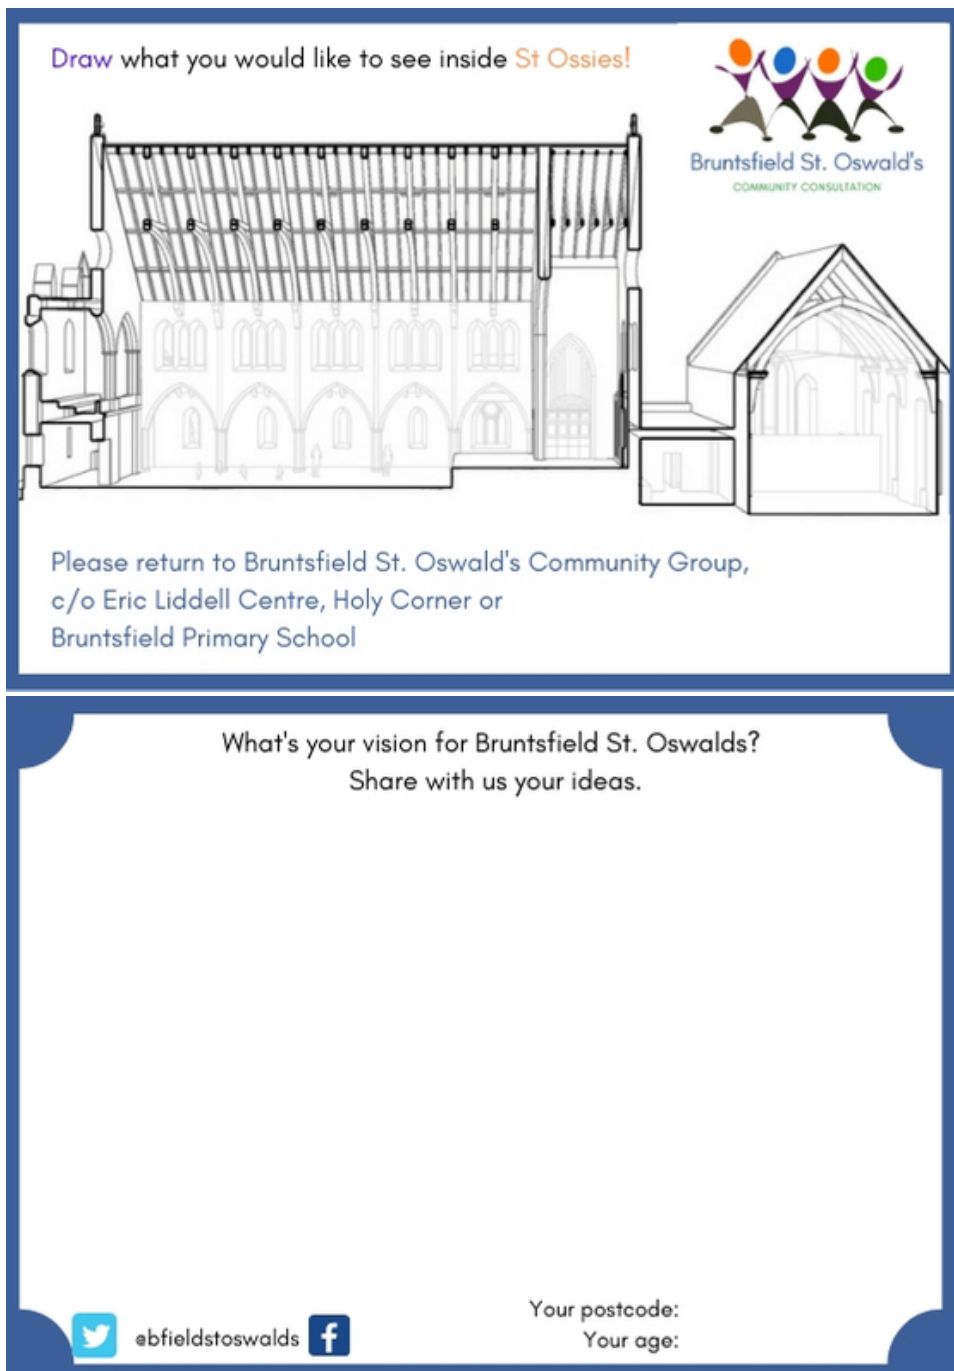 Draw what you would like to see inside St Ossies!
Bruntsfield St. Oswald's
COMMUNITY CONSULTATION
Please return to Bruntsfield St. Oswald's Community Group,
c/o Eric Liddell Centre, Holy Corner or
Bruntsfield Primary School
What's your vision for Bruntsfield St. Oswalds?
Share with us your ideas.
@bfieldstoswalds
Your postcode:
Your age: